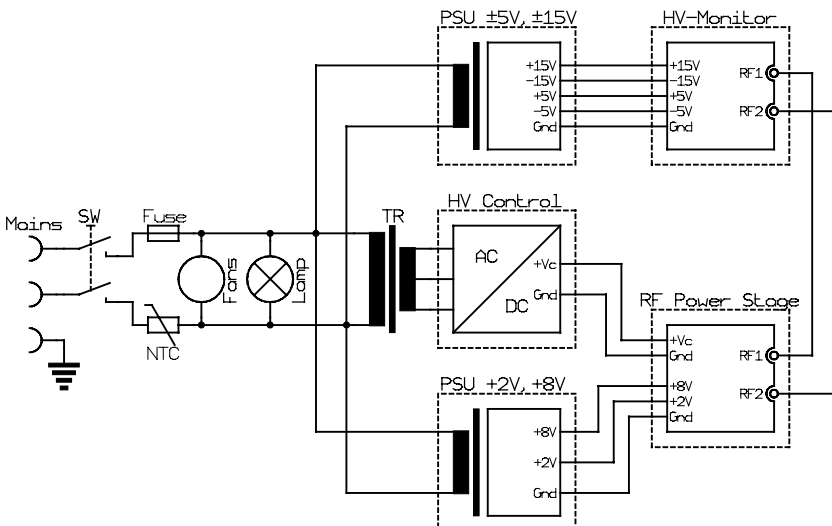 PSU ±5V, ±15V
+15V
-15V
+5V
-5V
Gnd
HV-Monitor
+15V
-15V
+5V
-5V
Gnd
RF1
RF2
Mains
SW
Fuse
NTC
Fans
Lamp
TR
HV Control
AC
DC
+Vc
Gnd
RF Power Stage
+Vc
Gnd
+8V
+2V
Gnd
RF1
RF2
PSU +2V, +8V
+8V
+2V
Gnd